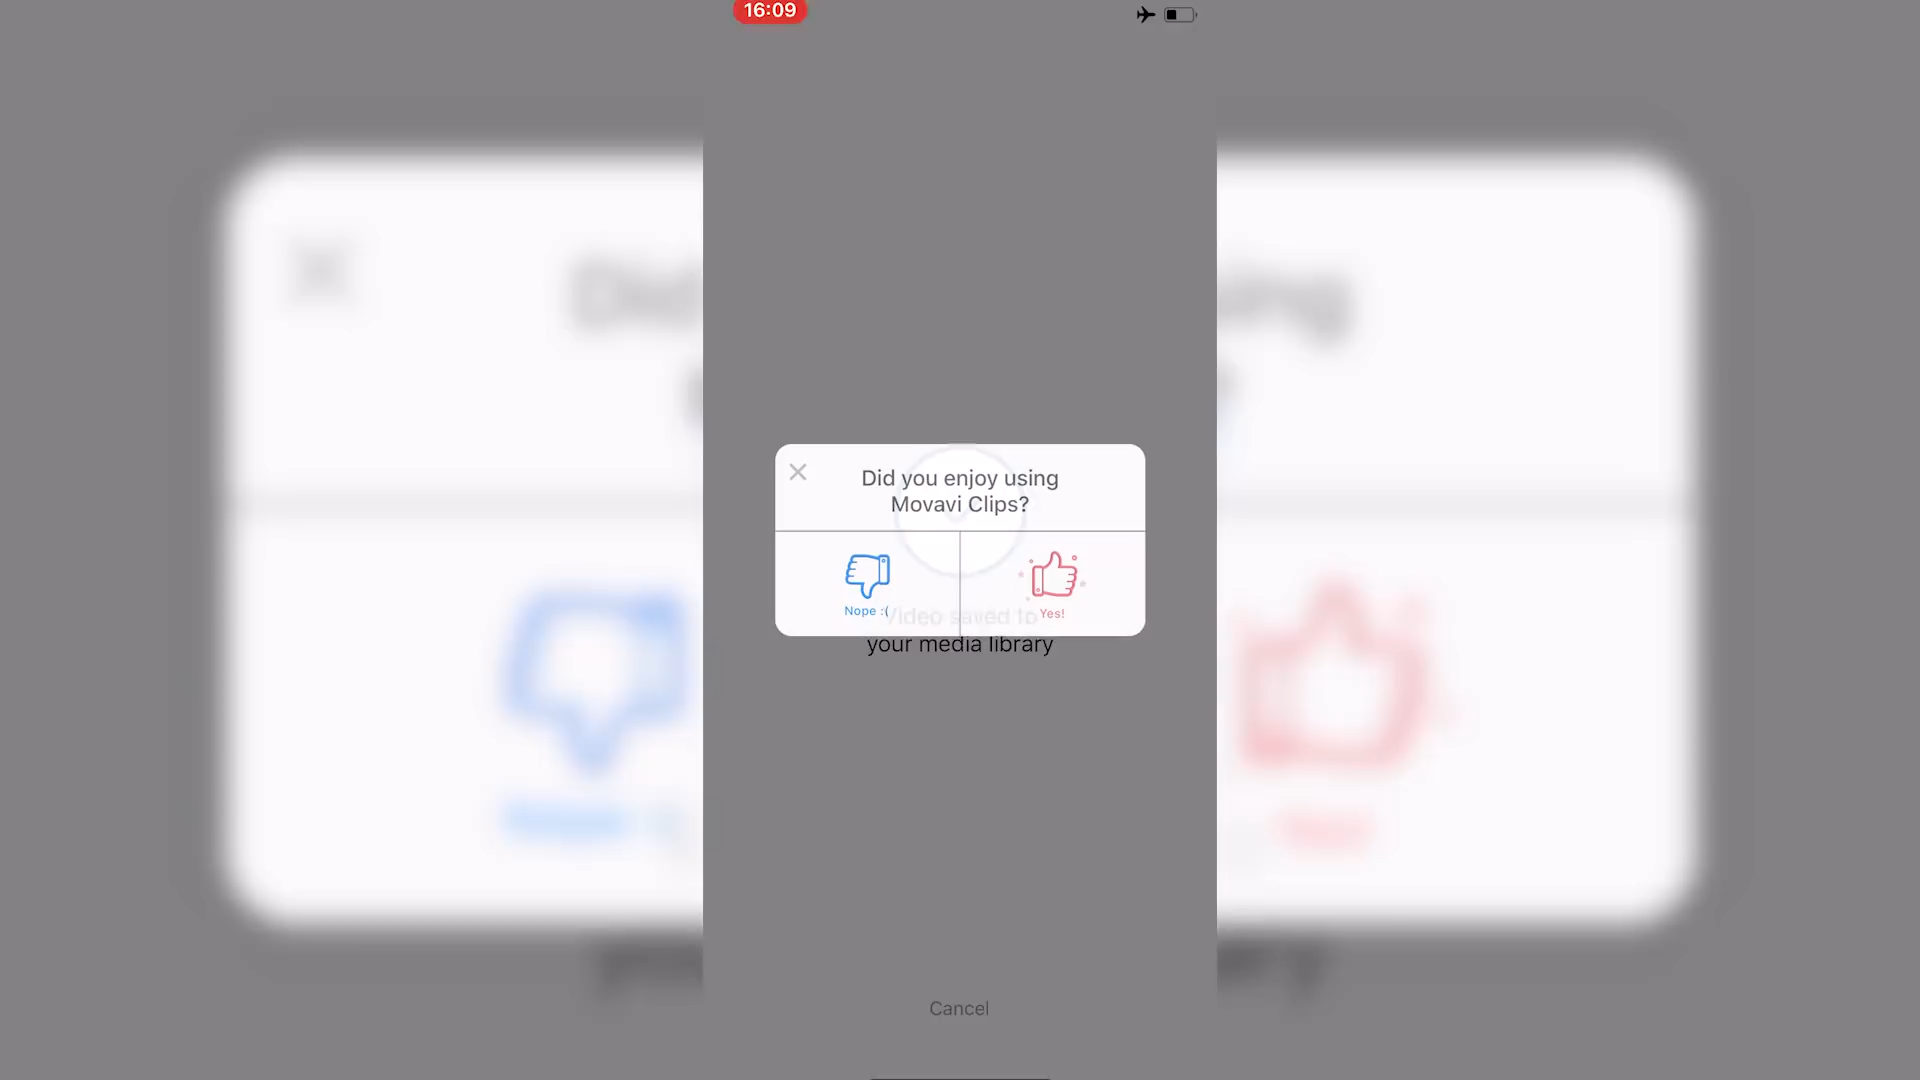 16:09
Did you enjoy using
Movavi Clips?
Nope :(
Yes!
Video saved to
your media library
Cancel